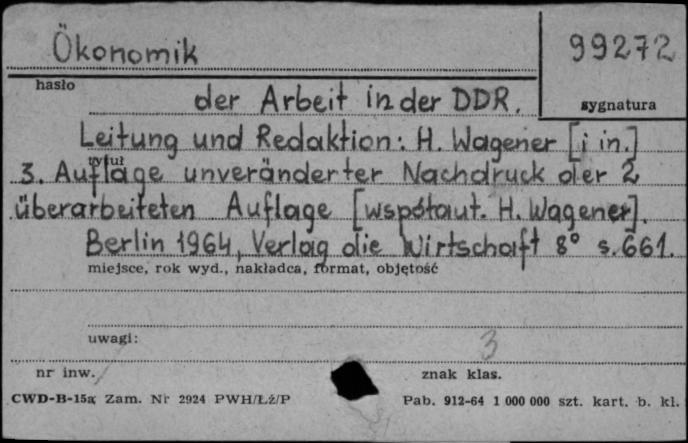 Ökonomik
99272
hasło
der Arbeit in der DDR.
sygnatura
Leitung und Redaktion: H. Wagener [i in.]
tytuł
3. Auflage unveränderter Nachdruck der 2
überarbeiteten Auflage [współaut. H. Wagener].
Berlin 1964, Verlag die Wirtschaft 8° s. 661.
miejsce, rok wyd., nakładca, format, objętość
uwagi:
3
nr inw.
znak klas.
CWD-B-15a Zam. Nr 2924 PWH/Łź/P
Pab. 912-64 1 000 000 szt. kart. b. kl.